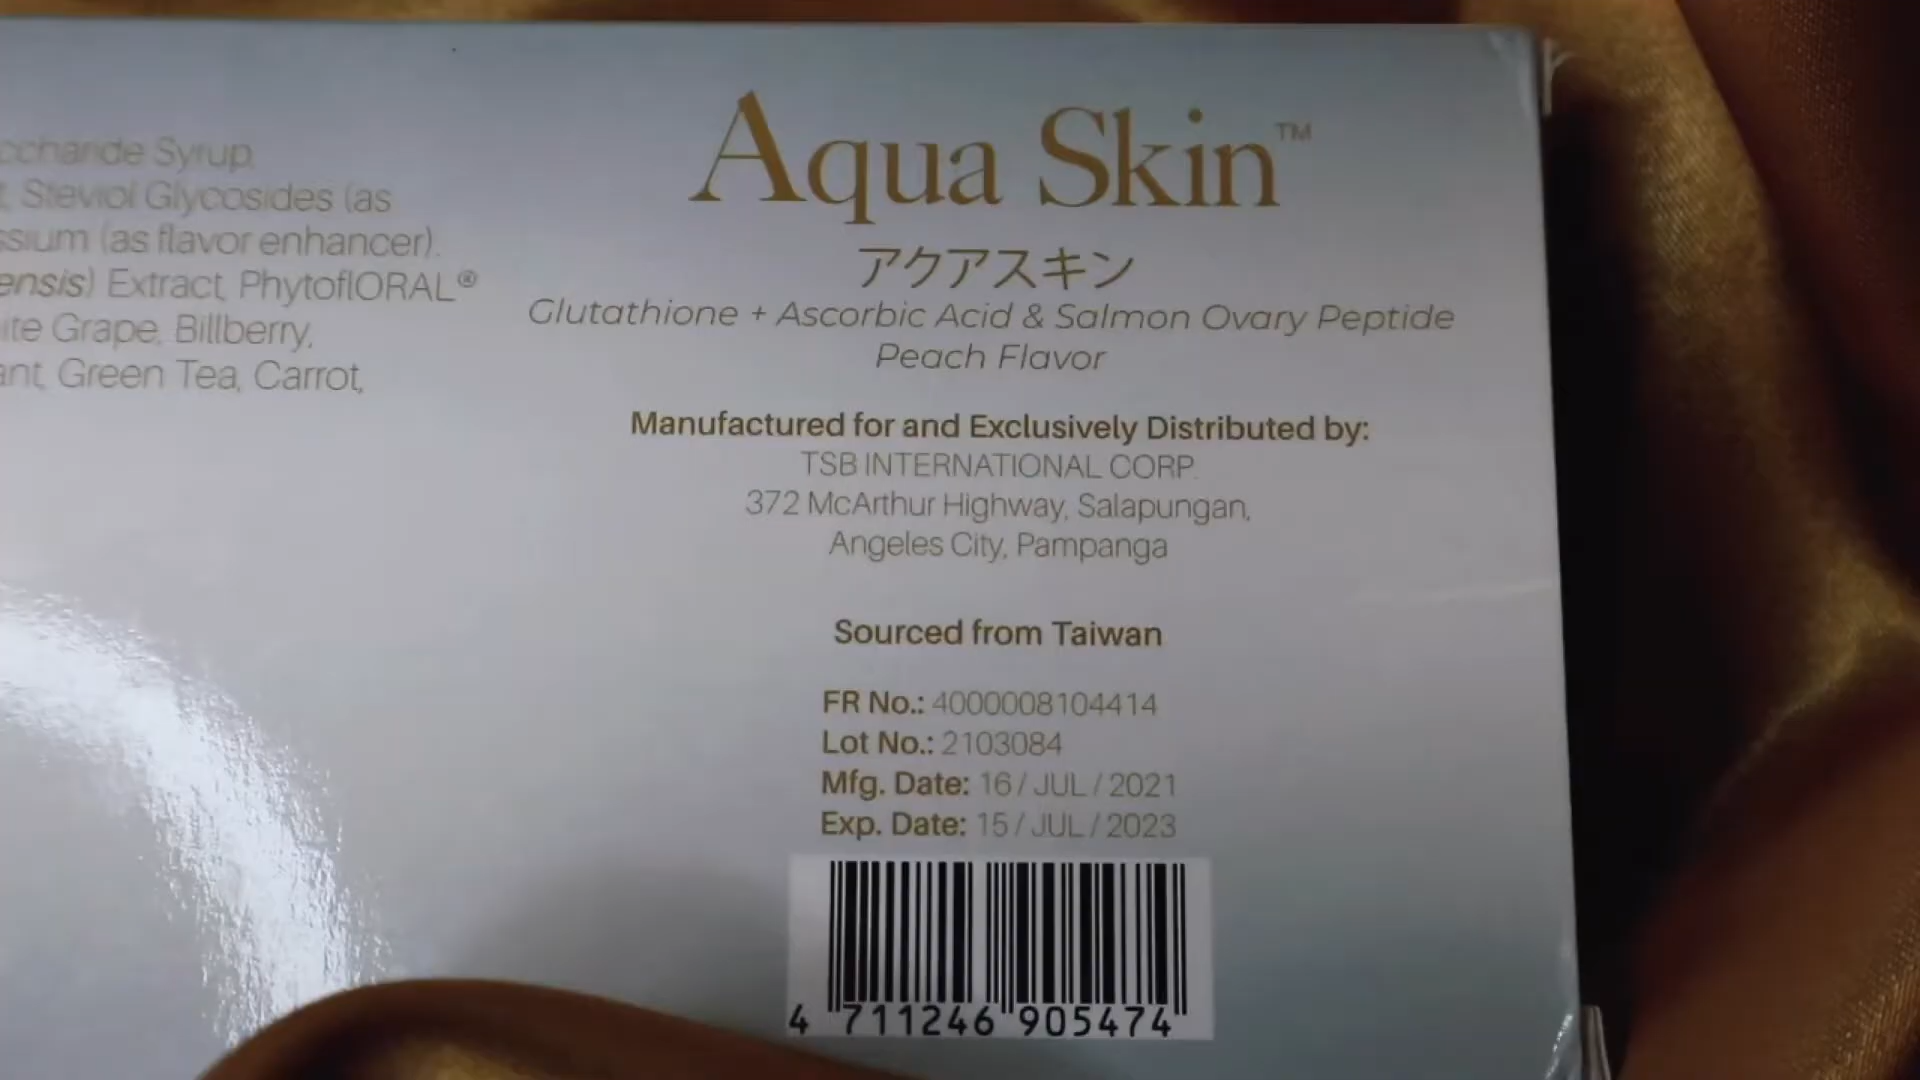 Syrup,
Steviol Glycosides (as
(as flavor enhancer).
Extract, PhytoflORAL®
Grape, Billberry,
Green Tea, Carrot,
Aqua Skin™
アクアスキン
Glutathione + Ascorbic Acid & Salmon Ovary Peptide
Peach Flavor
Manufactured for and Exclusively Distributed by:
TSB INTERNATIONAL CORP.
372 McArthur Highway, Salapungan,
Angeles City, Pampanga
Sourced from Taiwan
FR No.: 4000008104414
Lot No.: 2103084
Mfg. Date: 16 / JUL / 2021
Exp. Date: 15 / JUL / 2023
4 711246 905474